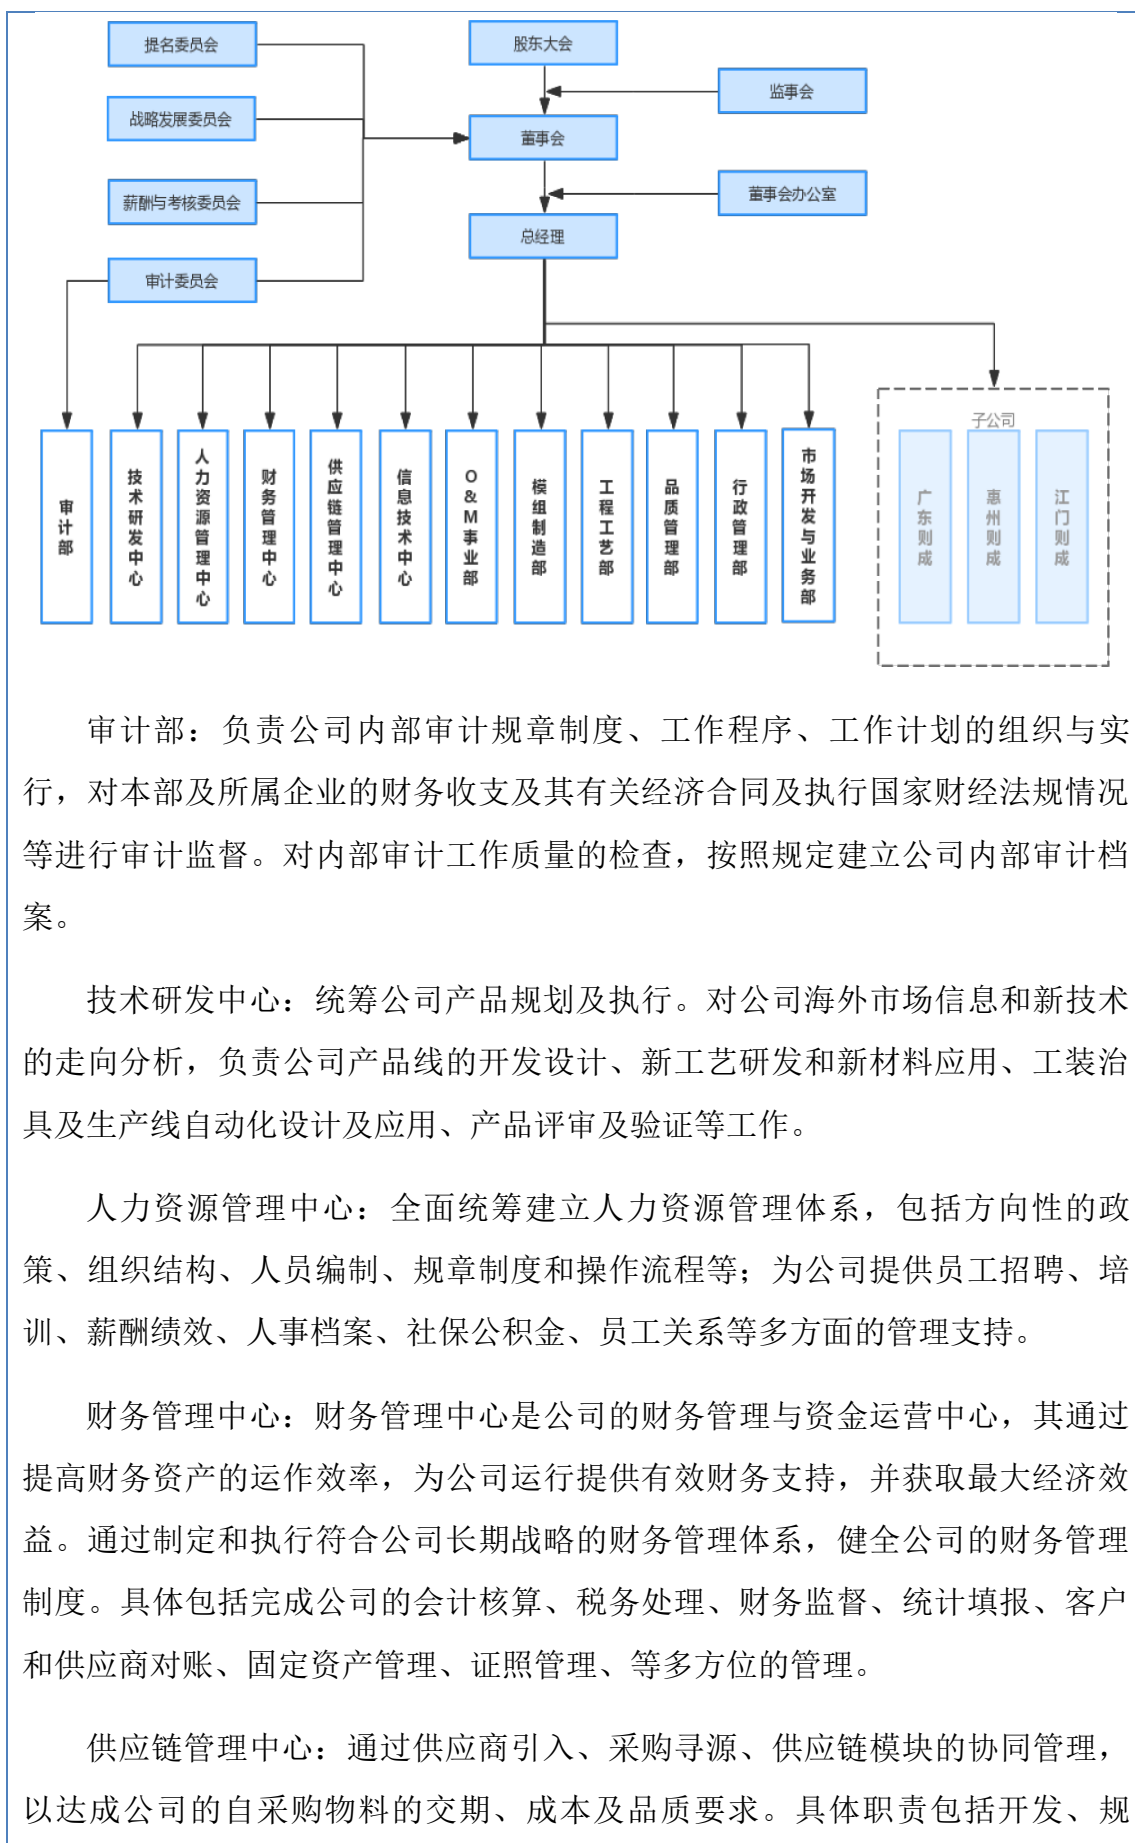 提名委员会
股东大会
监事会
战略发展委员会
董事会
薪酬与考核委员会
董事会办公室
总经理
审计委员会
子公司
审计部
技术研发中心
人力资源管理中心
财务管理中心
供应链管理中心
信息技术中心
O&M事业部
模组制造部
工程工艺部
品质管理部
行政管理部
市场开发与业务部
广东则成
惠州则成
江门则成
审计部：负责公司内部审计规章制度、工作程序、工作计划的组织与实
行，对本部及所属企业的财务收支及其有关经济合同及执行国家财经法规情况
等进行审计监督。对内部审计工作质量的检查，按照规定建立公司内部审计档
案。
技术研发中心：统筹公司产品规划及执行。对公司海外市场信息和新技术
的走向分析，负责公司产品线的开发设计、新工艺研发和新材料应用、工装治
具及生产线自动化设计及应用、产品评审及验证等工作。
人力资源管理中心：全面统筹建立人力资源管理体系，包括方向性的政
策、组织结构、人员编制、规章制度和操作流程等；为公司提供员工招聘、培
训、薪酬绩效、人事档案、社保公积金、员工关系等多方面的管理支持。
财务管理中心：财务管理中心是公司的财务管理与资金运营中心，其通过
提高财务资产的运作效率，为公司运行提供有效财务支持，并获取最大经济效
益。通过制定和执行符合公司长期战略的财务管理体系，健全公司的财务管理
制度。具体包括完成公司的会计核算、税务处理、财务监督、统计填报、客户
和供应商对账、固定资产管理、证照管理、等多方位的管理。
供应链管理中心：通过供应商引入、采购寻源、供应链模块的协同管理，
以达成公司的自采购物料的交期、成本及品质要求。具体职责包括开发、规